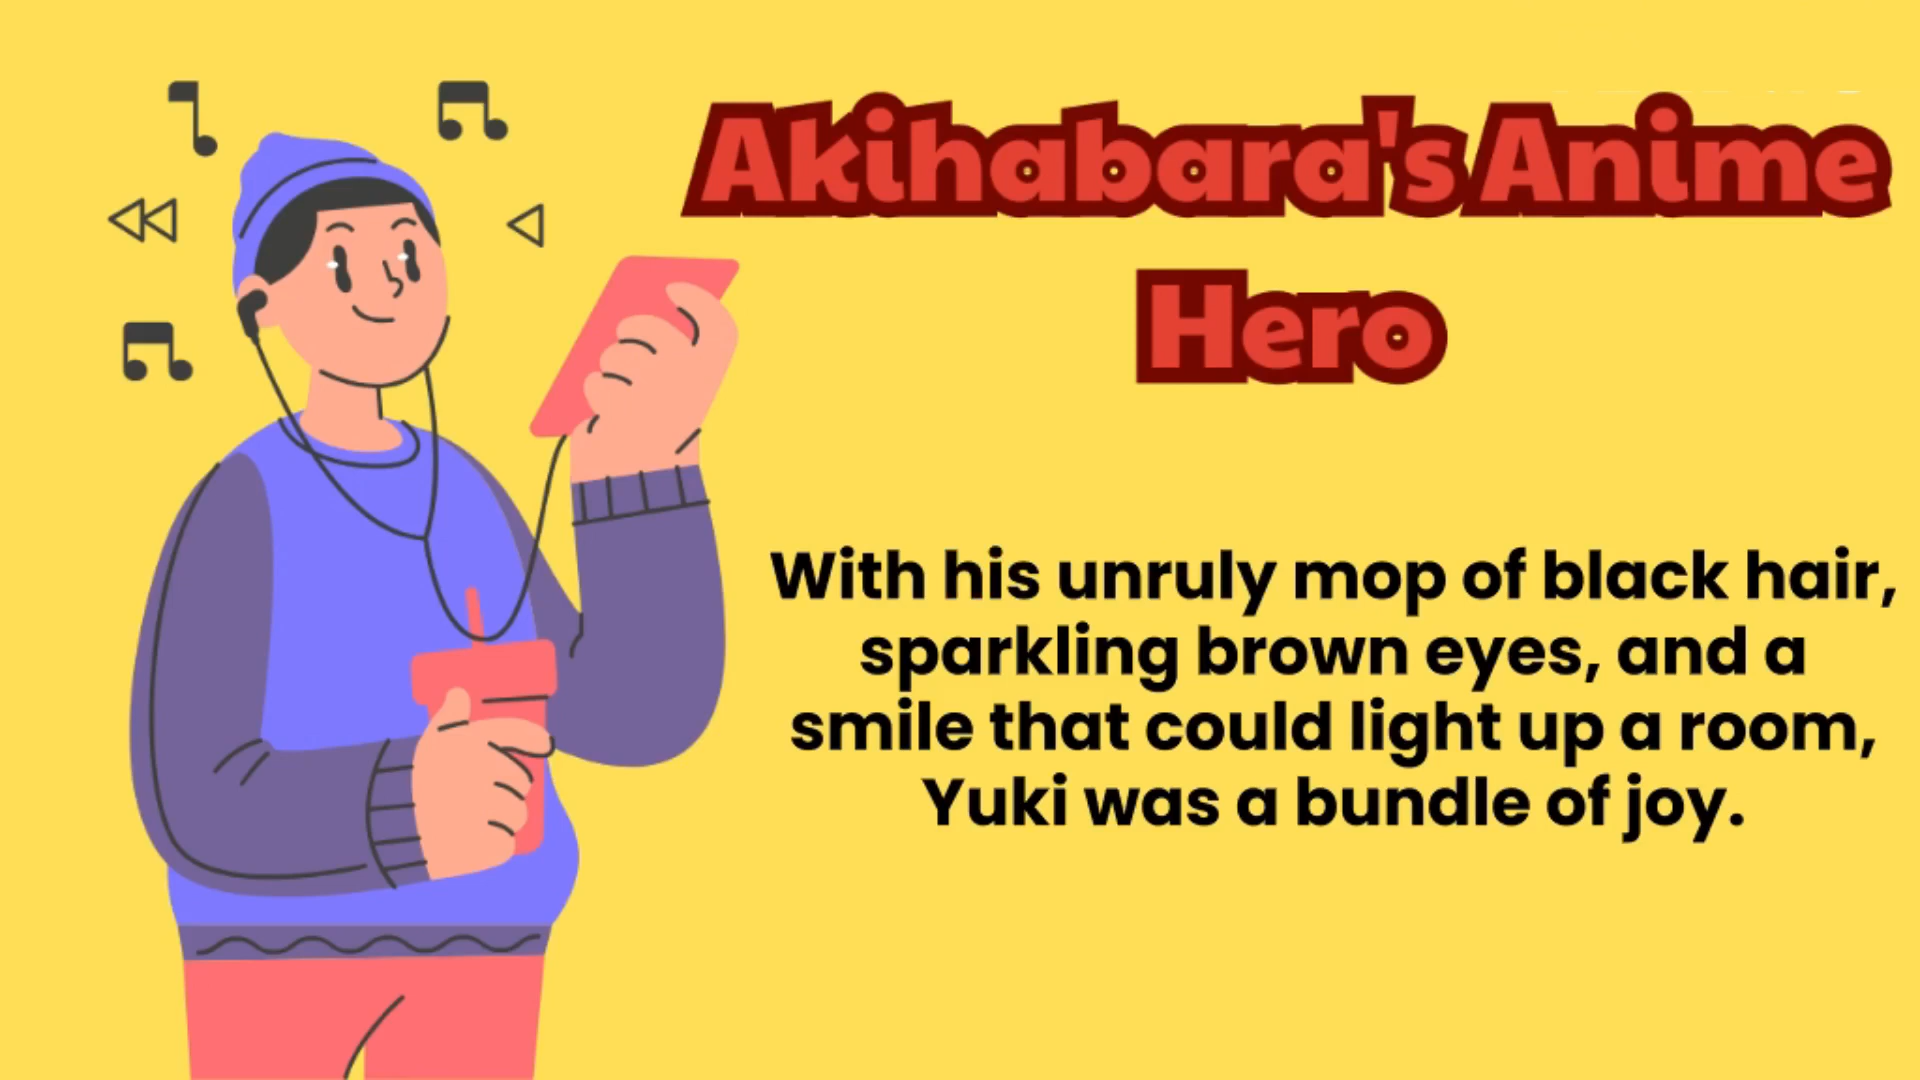 Akihabara's Anime
Hero
With his unruly mop of black hair,
sparkling brown eyes, and a
smile that could light up a room,
Yuki was a bundle of joy.